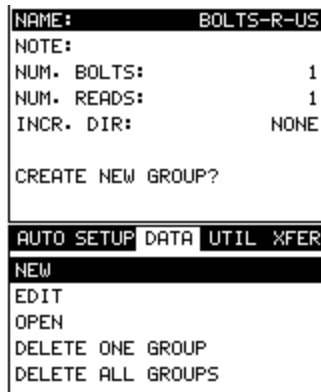 NAME: BOLTS-R-US
NOTE:
NUM. BOLTS: 1
NUM. READS: 1
INCR. DIR: NONE
CREATE NEW GROUP?
AUTO SETUP DATA UTIL XFER
NEW
EDIT
OPEN
DELETE ONE GROUP
DELETE ALL GROUPS